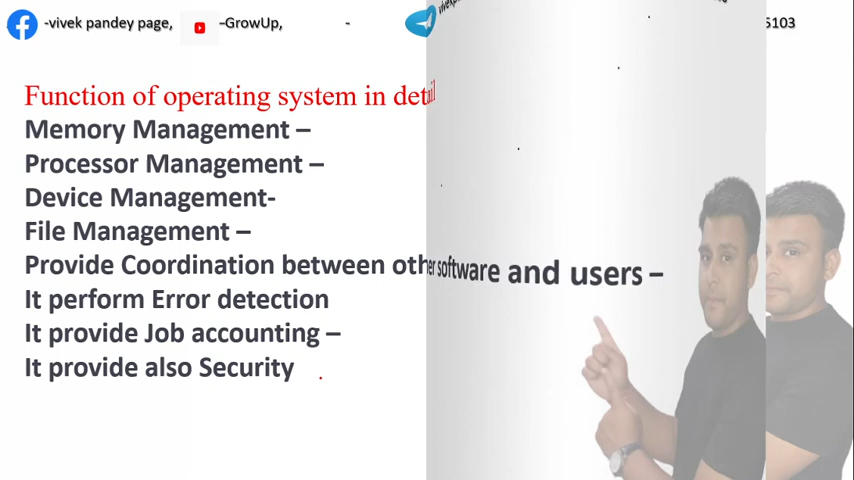 -vivek pandey page, -GrowUp, -
Function of operating system in detail
Memory Management –
Processor Management –
Device Management-
File Management –
Provide Coordination between other software and users –
It perform Error detection
It provide Job accounting –
It provide also Security .